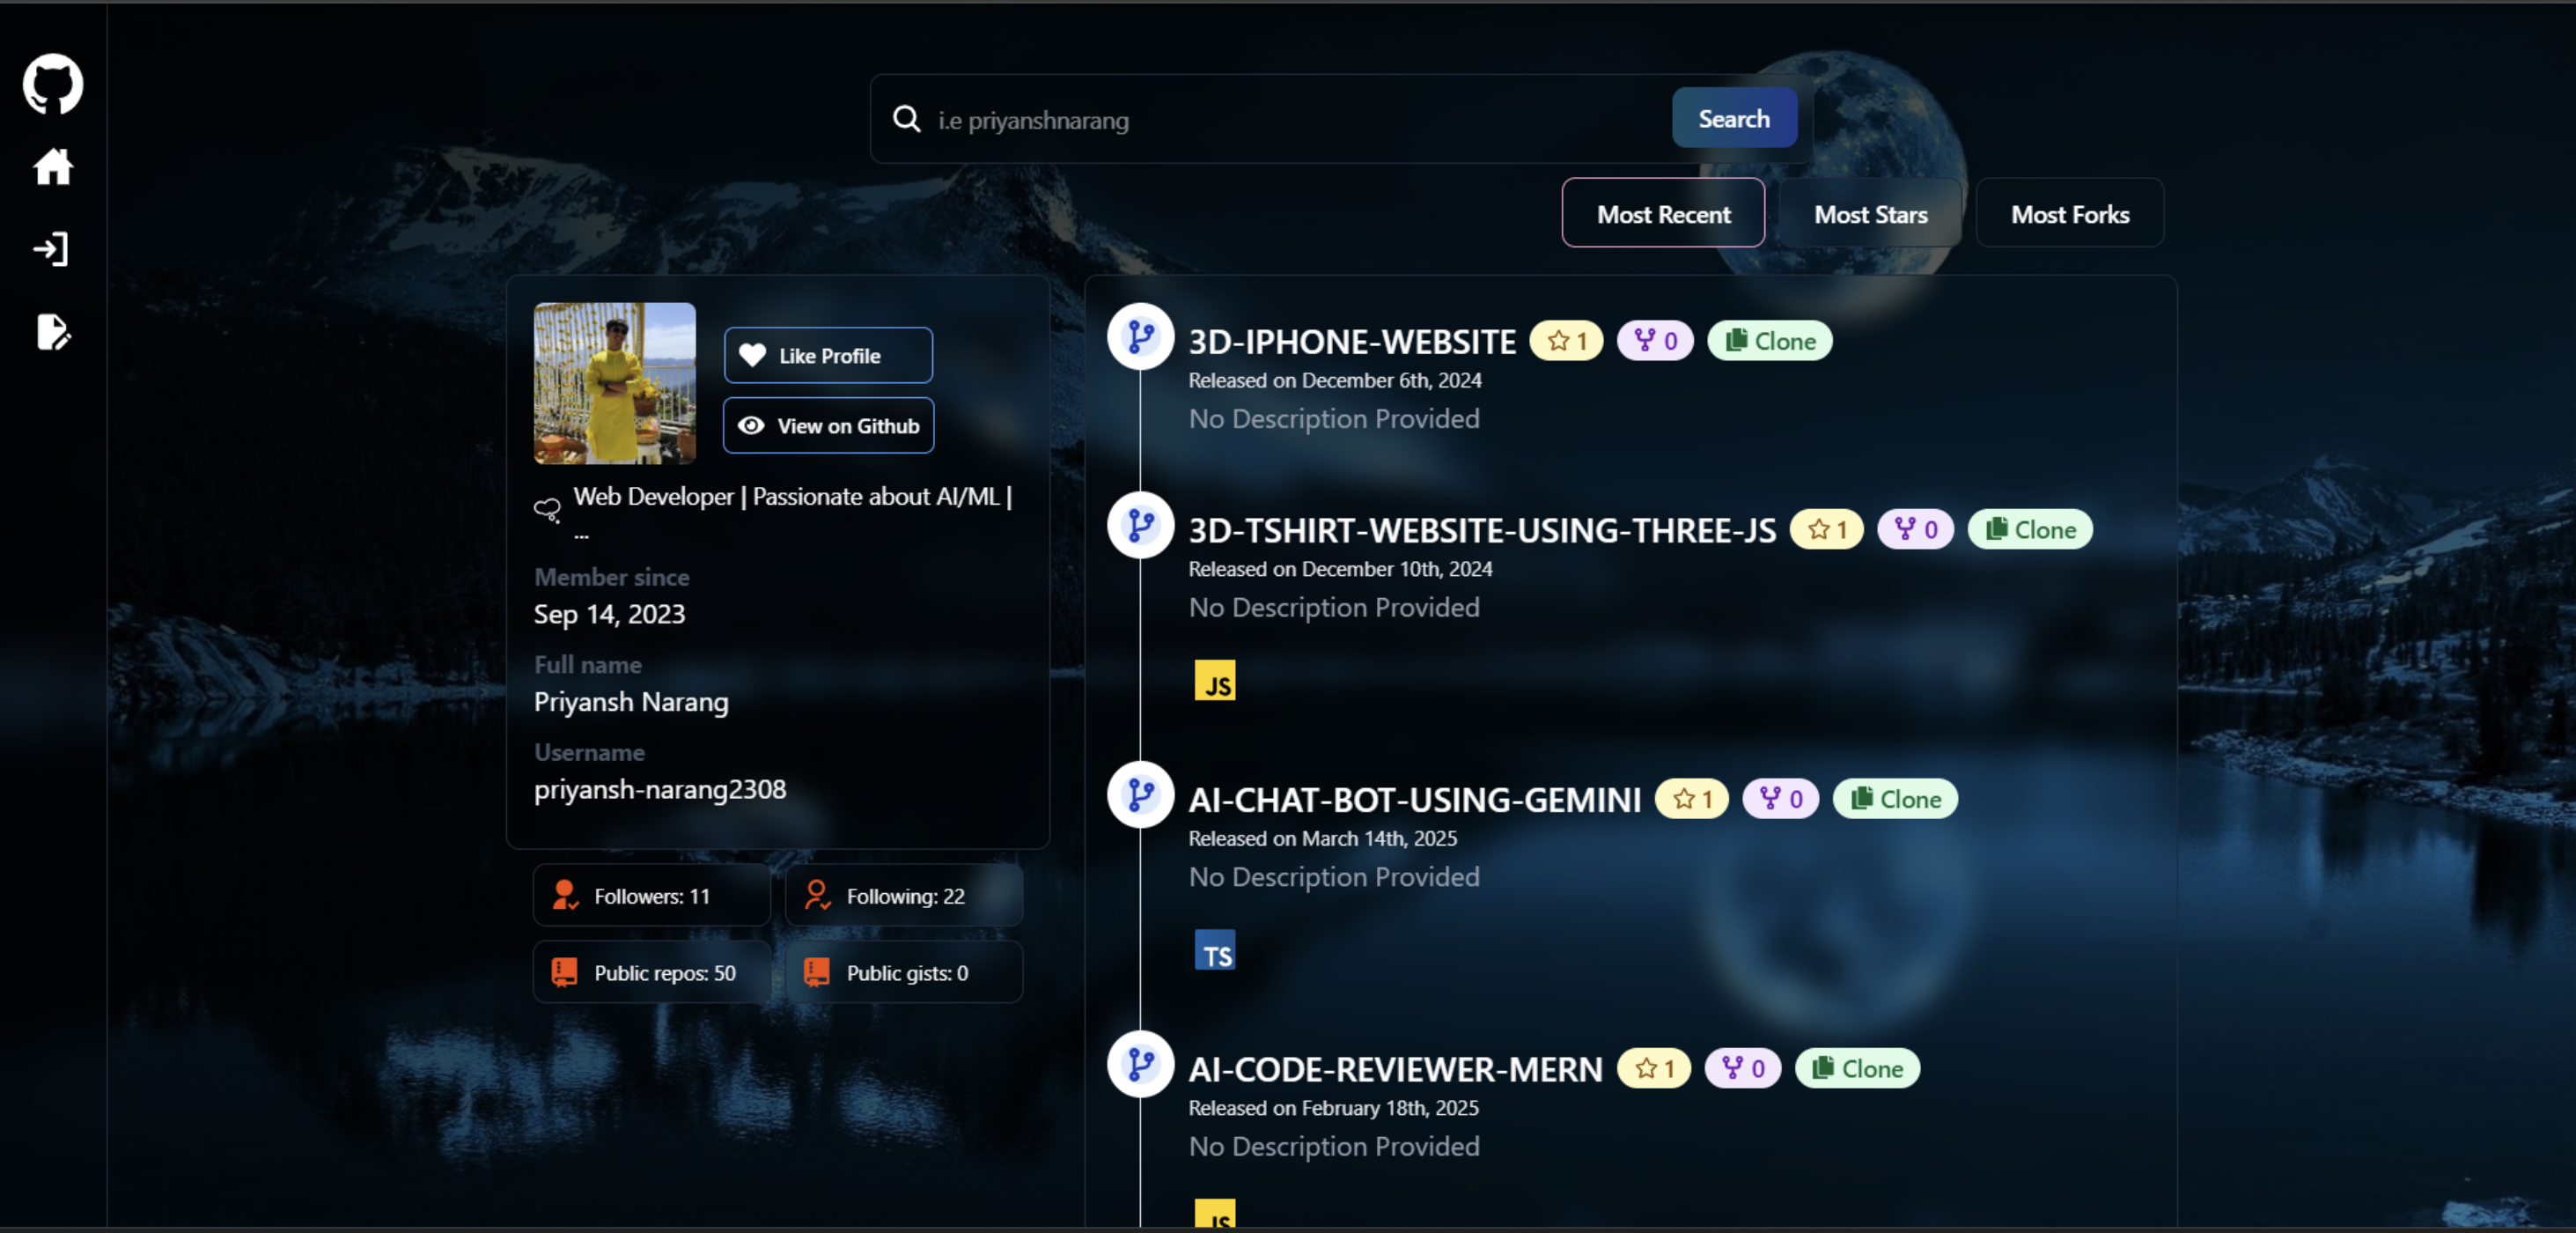 i.e priyanshnarang
Search
Most Recent
Most Stars
Most Forks
Like Profile
View on Github
Web Developer | Passionate about AI/ML |
...
Member since
Sep 14, 2023
Full name
Priyansh Narang
Username
priyansh-narang2308
Followers: 11
Following: 22
Public repos: 50
Public gists: 0
3D-IPHONE-WEBSITE 1 0 Clone
Released on December 6th, 2024
No Description Provided
3D-TSHIRT-WEBSITE-USING-THREE-JS 1 0 Clone
Released on December 10th, 2024
No Description Provided
JS
AI-CHAT-BOT-USING-GEMINI 1 0 Clone
Released on March 14th, 2025
No Description Provided
TS
AI-CODE-REVIEWER-MERN 1 0 Clone
Released on February 18th, 2025
No Description Provided
JS